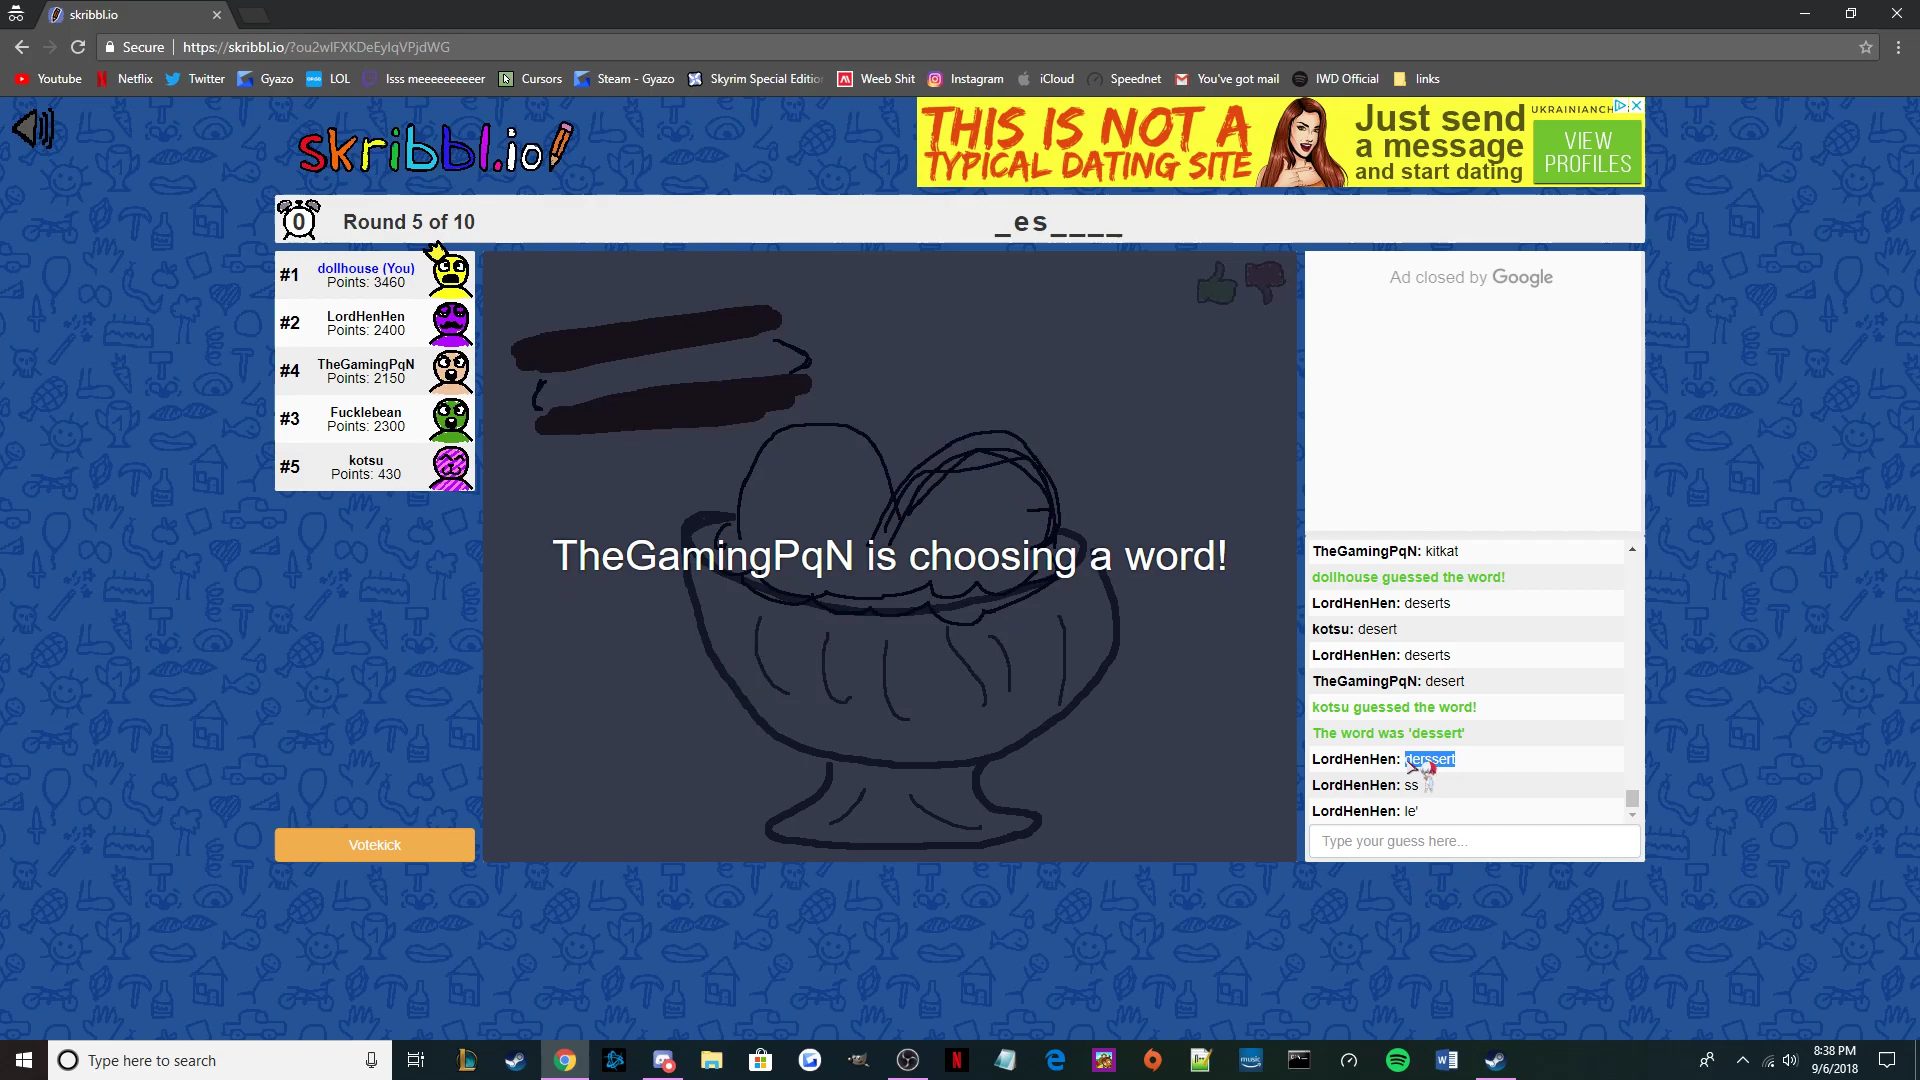 skribbl.io
Secure
https://skribbl.io/?ou2wIFXKDeEylqVPjdWG
Youtube
Netflix
Twitter
Gyazo
LOL
Isss meeeeeeeeeer
Cursors
Steam - Gyazo
Skyrim Special Edition
Weeb Shit
Instagram
iCloud
Speednet
You've got mail
IWD Official
links
skribbl.io
THIS IS NOT A
TYPICAL DATING SITE
Just send
a message
and start dating
UKRAINIANCH
VIEW
PROFILES
0
Round 5 of 10
_es____
#1
dollhouse (You)
Points: 3460
#2
LordHenHen
Points: 2400
#4
TheGamingPqN
Points: 2150
#3
Fucklebean
Points: 2300
#5
kotsu
Points: 430
Votekick
TheGamingPqN is choosing a word!
Ad closed by Google
TheGamingPqN: kitkat
dollhouse guessed the word!
LordHenHen: deserts
kotsu: desert
LordHenHen: deserts
TheGamingPqN: desert
kotsu guessed the word!
The word was 'dessert'
LordHenHen: derssert
LordHenHen: ss
LordHenHen: le'
Type your guess here...
Type here to search
8:38 PM
9/6/2018